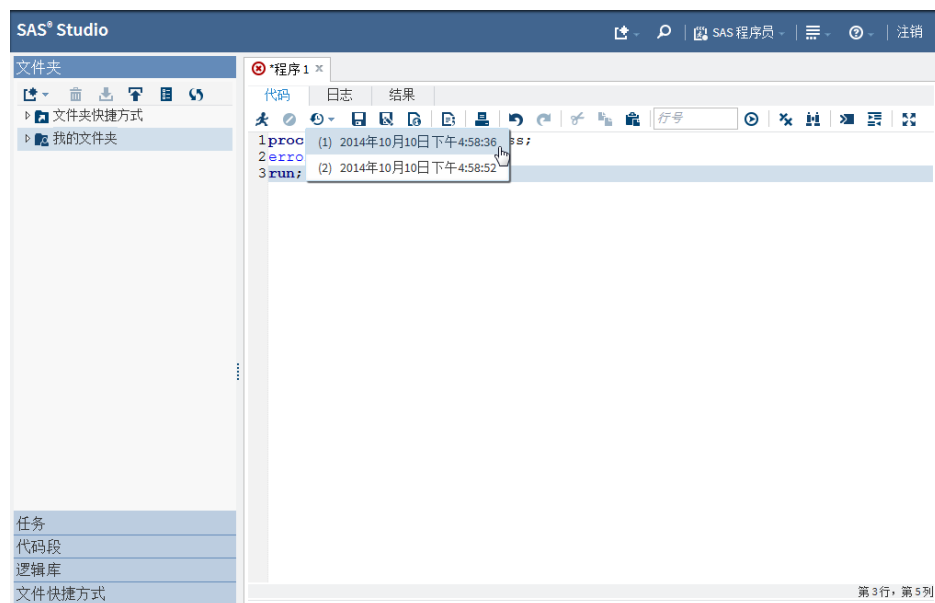 SAS® Studio
SAS 程序员
注销
文件夹
*程序 1
代码 日志 结果
行号
文件夹快捷方式
我的文件夹
1 proc ss;
2 erro
3 run;
(1) 2014年10月10日下午4:58:36
(2) 2014年10月10日下午4:58:52
任务
代码段
逻辑库
文件快捷方式
第3行，第5列